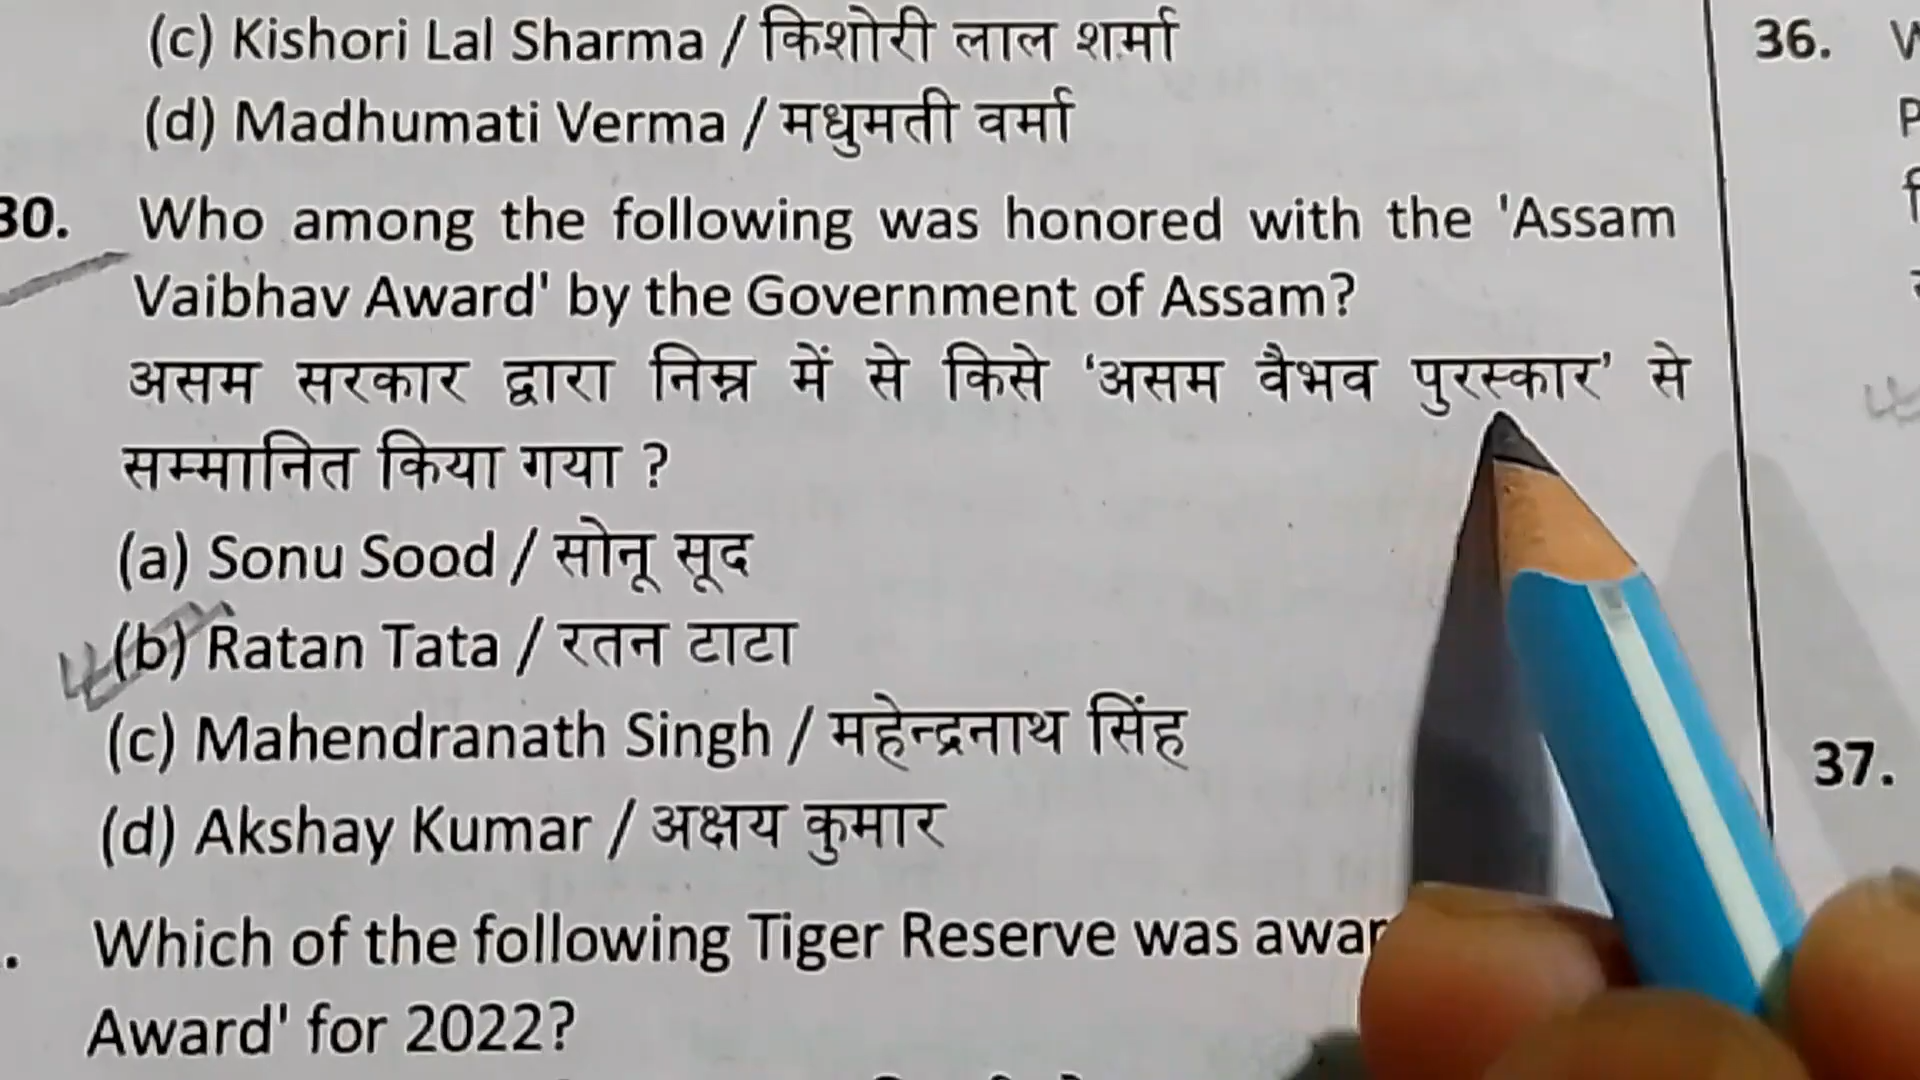 (c) Kishori Lal Sharma / किशोरी लाल शर्मा
(d) Madhumati Verma / मधुमती वर्मा
30. Who among the following was honored with the 'Assam
Vaibhav Award' by the Government of Assam?
असम सरकार द्वारा निम्न में से किसे ‘असम वैभव पुरस्कार’ से
सम्मानित किया गया ?
(a) Sonu Sood / सोनू सूद
(b) Ratan Tata / रतन टाटा
(c) Mahendranath Singh / महेन्द्रनाथ सिंह
(d) Akshay Kumar / अक्षय कुमार
Which of the following Tiger Reserve was
Award' for 2022?
36.
37.